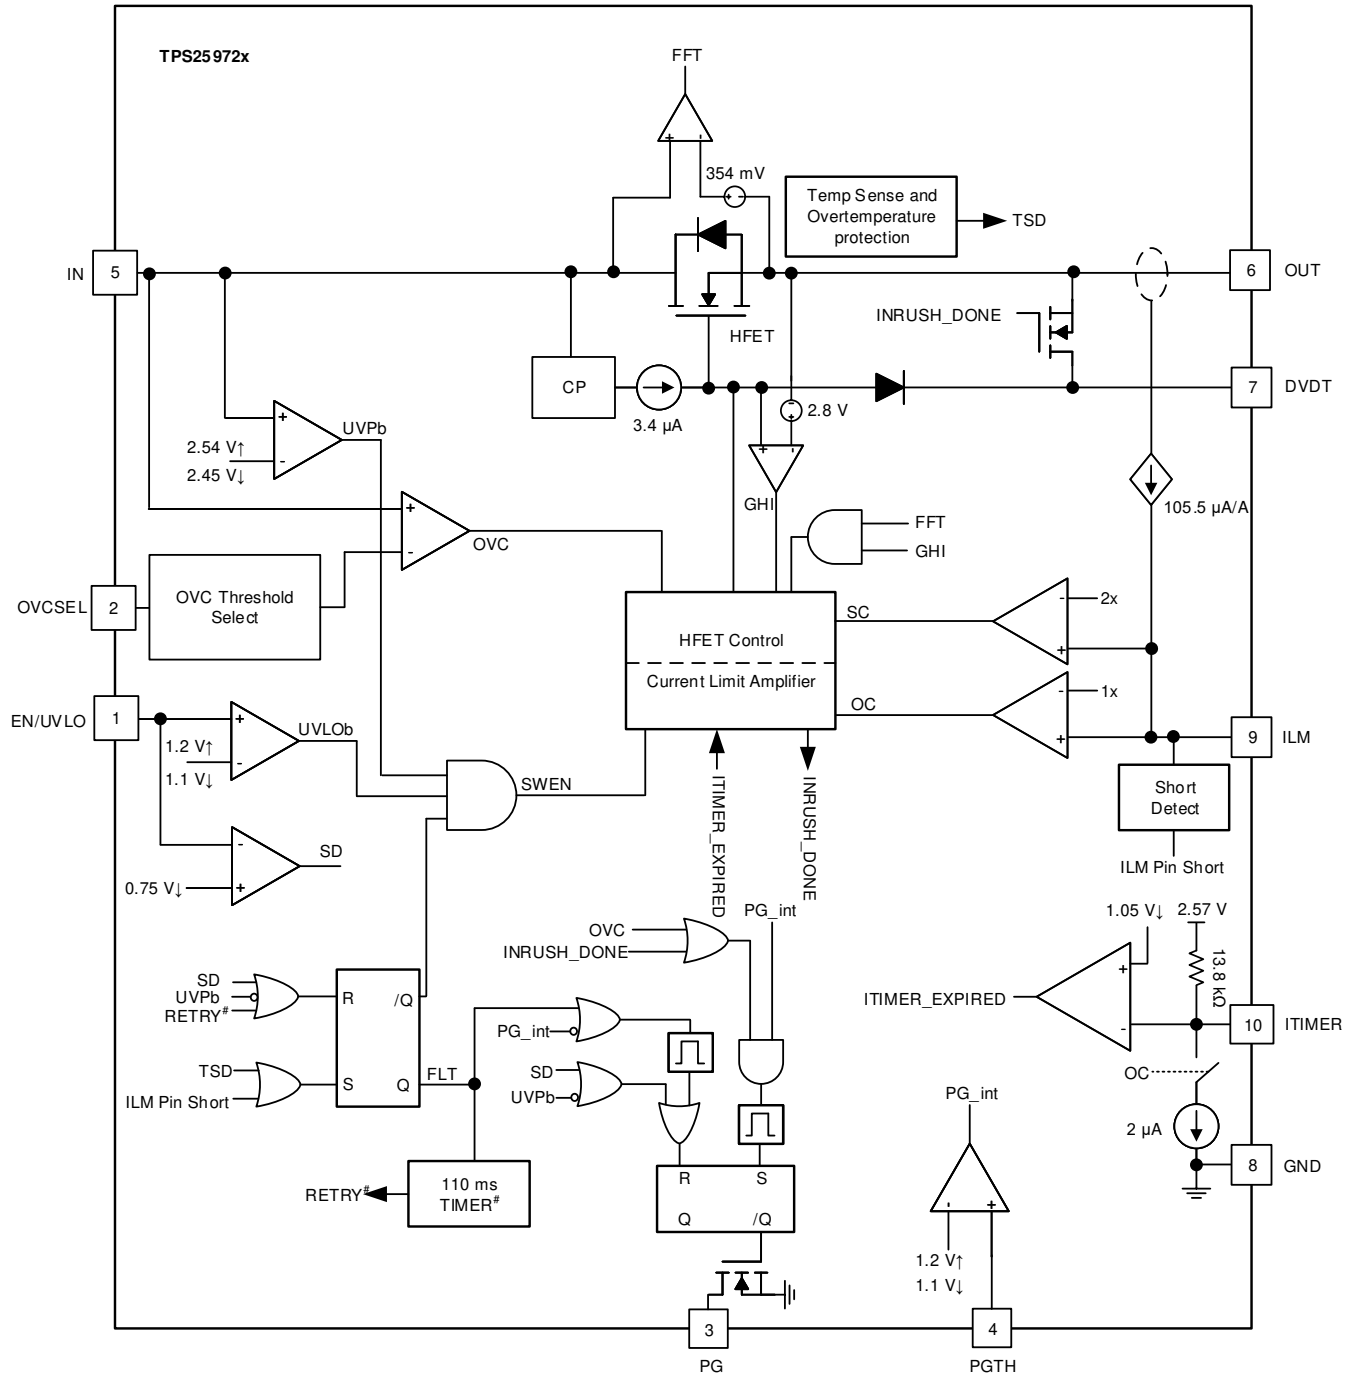 TPS25972x
FFT
354 mV
+
-
Temp Sense and
Overtemperature
protection
TSD
IN
5
6
OUT
INRUSH_DONE
HFET
CP
3.4 µA
2.8 V
7
DVDT
+
-
UVPb
2.54 V↑
2.45 V↓
+
-
GHI
105.5 µA/A
+
-
OVC
FFT
GHI
OVCSEL
2
OVC Threshold
Select
HFET Control
Current Limit Amplifier
SC
-
2x
+
OC
-
1x
+
EN/UVLO
1
+
-
UVLOb
1.2 V↑
1.1 V↓
9
ILM
SWEN
ITIMER_EXPIRED
INRUSH_DONE
Short
Detect
ILM Pin Short
-
+
SD
0.75 V↓
PG_int
OVC
INRUSH_DONE
1.05 V↓
2.57 V
13.8 kΩ
+
-
ITIMER_EXPIRED
10
ITIMER
SD
UVPb
RETRY#
R
/Q
PG_int
TSD
ILM Pin Short
S
Q
FLT
SD
UVPb
OC
2 µA
PG_int
8
GND
110 ms
TIMER#
RETRY#
R
S
Q
/Q
-
+
1.2 V↑
1.1 V↓
3
4
PG
PGTH